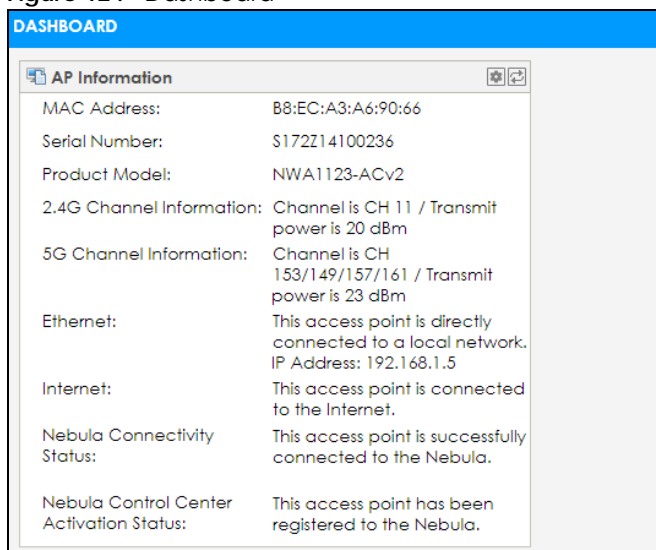 DASHBOARD
AP Information
MAC Address: B8:EC:A3:A6:90:66
Serial Number: S172Z14100236
Product Model: NWA1123-ACv2
2.4G Channel Information: Channel is CH 11 / Transmit
power is 20 dBm
5G Channel Information: Channel is CH
153/149/157/161 / Transmit
power is 23 dBm
Ethernet: This access point is directly
connected to a local network.
IP Address: 192.168.1.5
Internet: This access point is connected
to the Internet.
Nebula Connectivity This access point is successfully
Status: connected to the Nebula.
Nebula Control Center This access point has been
Activation Status: registered to the Nebula.